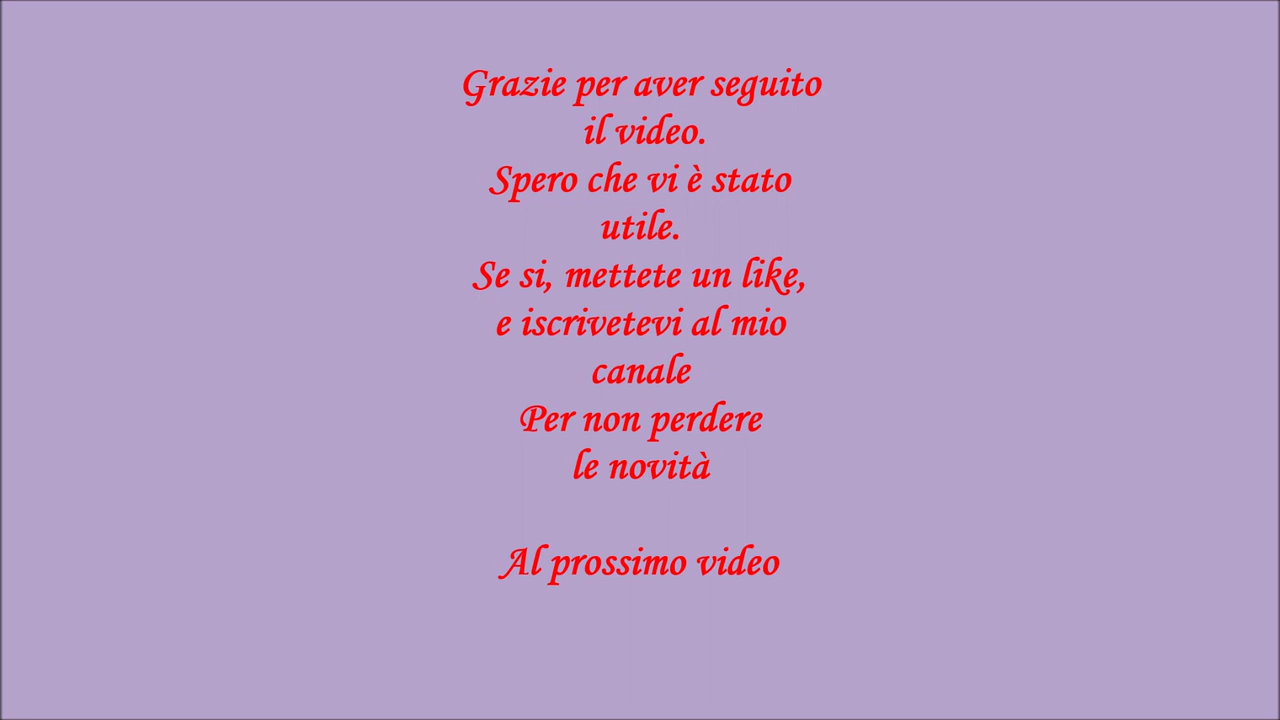 Grazie per aver seguito
il video.
Spero che vi è stato
utile.
Se si, mettete un like,
e iscrivetevi al mio
canale
Per non perdere
le novità
Al prossimo video